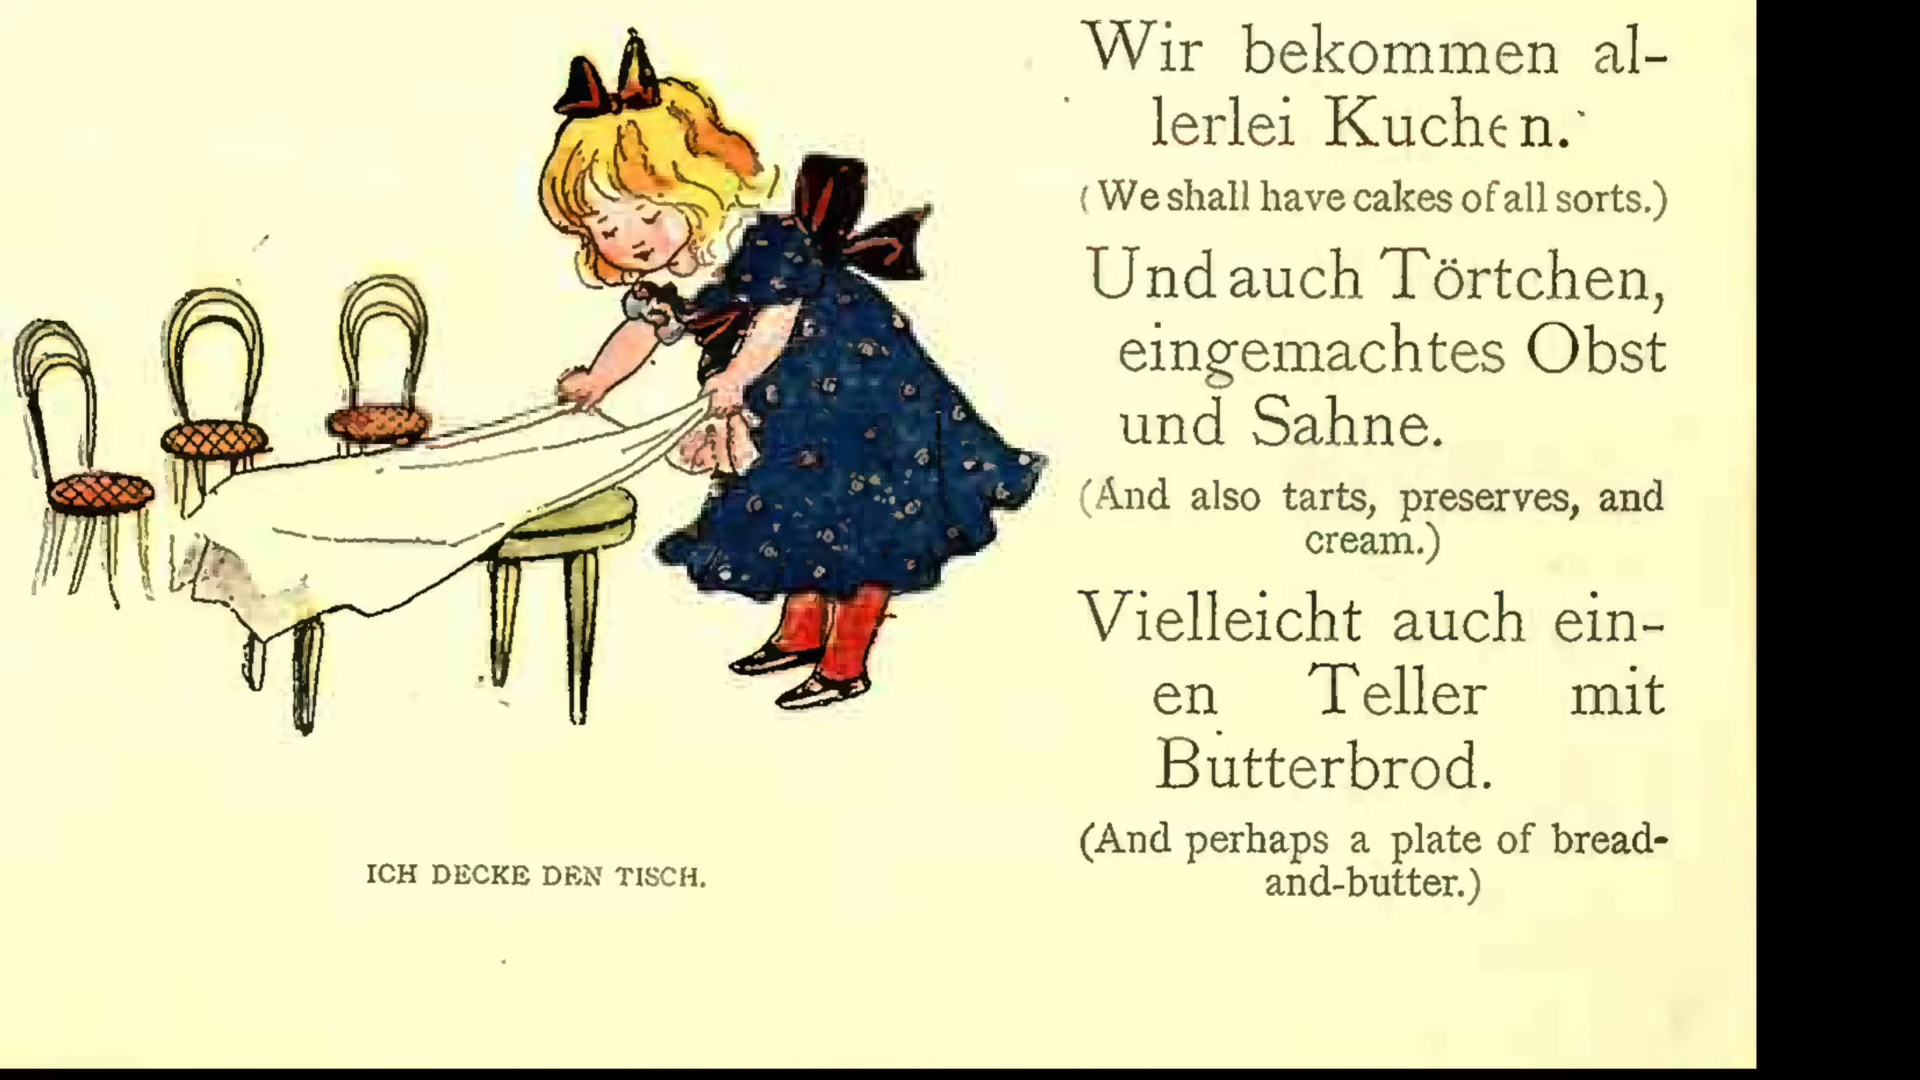 Wir bekommen al-
lerlei Kuchen.
(We shall have cakes of all sorts.)
Und auch Törtchen,
eingemachtes Obst
und Sahne.
(And also tarts, preserves, and
cream.)
Vielleicht auch ein-
en Teller mit
Butterbrod.
(And perhaps a plate of bread-
and-butter.)
ICH DECKE DEN TISCH.